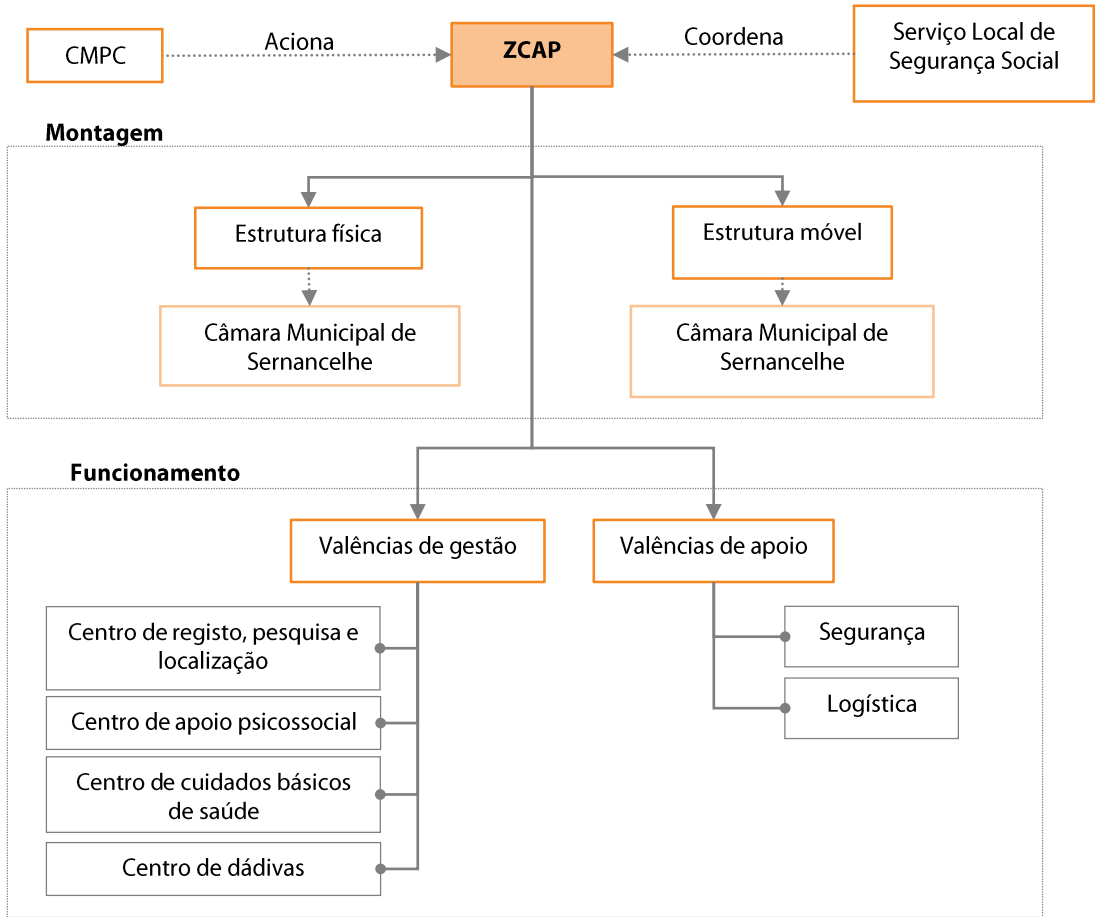 CMPC
Aciona
ZCAP
Coordena
Serviço Local de
Segurança Social
Montagem
Estrutura física
Estrutura móvel
Câmara Municipal de
Sernancelhe
Câmara Municipal de
Sernancelhe
Funcionamento
Valências de gestão
Valências de apoio
Centro de registo, pesquisa e
localização
Centro de apoio psicossocial
Centro de cuidados básicos
de saúde
Centro de dádivas
Segurança
Logística